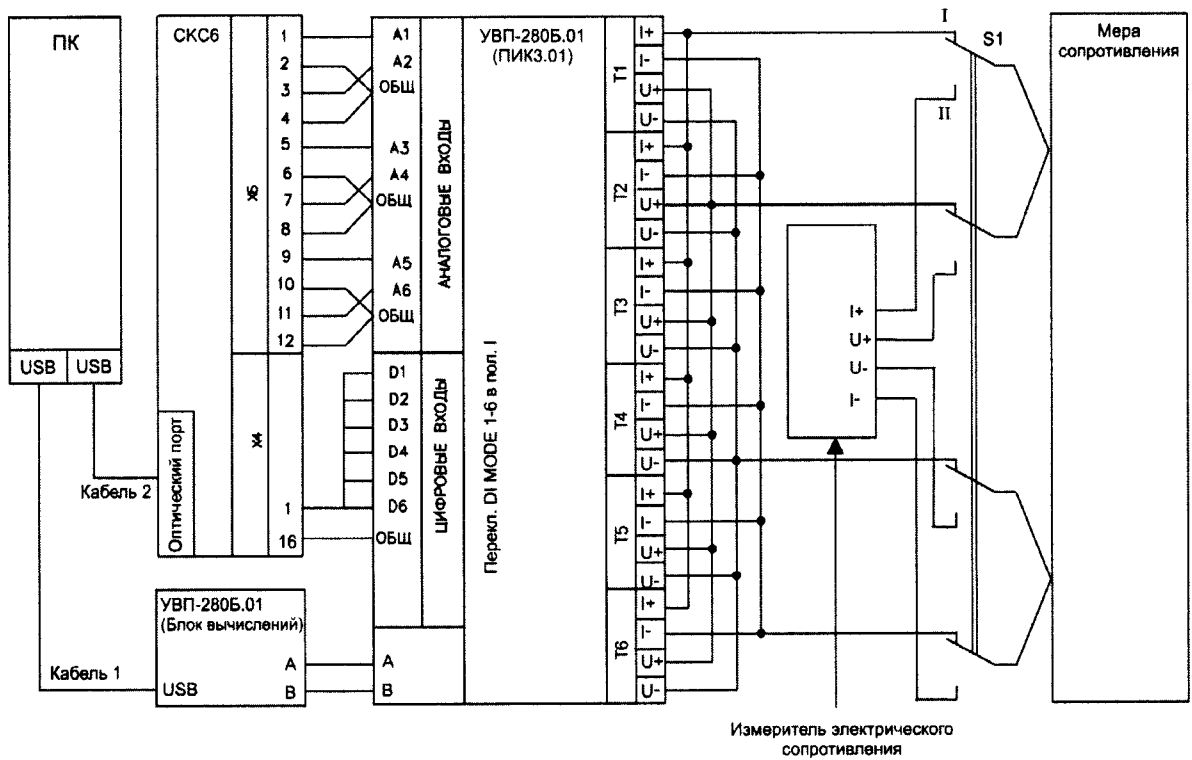 ПК
USB
USB
Кабель 2
Кабель 1
СКС6
Оптический порт
X5
1
2
3
4
5
6
7
8
9
10
11
12
X4
1
16
УВП-280Б.01
(Блок вычислений)
USB
A
B
A1
A2
ОБЩ
A3
A4
ОБЩ
A5
A6
ОБЩ
АНАЛОГОВЫЕ ВХОДЫ
D1
D2
D3
D4
D5
D6
ОБЩ
ЦИФРОВЫЕ ВХОДЫ
A
B
УВП-280Б.01
(ПИК3.01)
Перекл. DI MODE 1-6 в пол. I
T1
I+
I-
U+
U-
T2
I+
I-
U+
U-
T3
I+
I-
U+
U-
T4
I+
I-
U+
U-
T5
I+
I-
U+
U-
T6
I+
I-
U+
U-
I+
U+
U-
I-
Измеритель электрического
сопротивления
I
II
S1
Мера
сопротивления